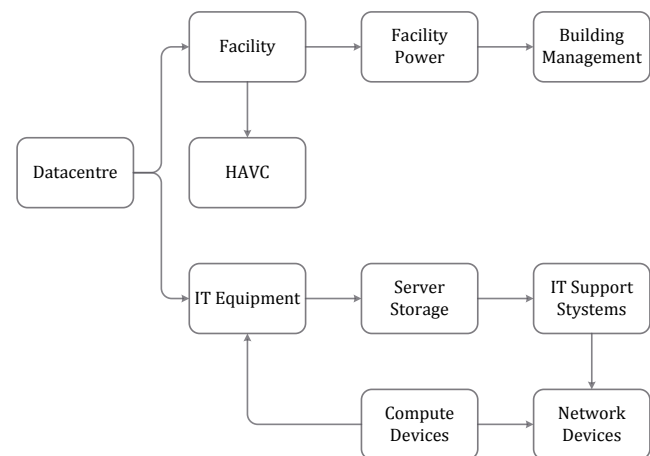 Facility
Facility
Power
Building
Management
Datacentre
HAVC
IT Equipment
Server
Storage
IT Support
Stystems
Compute
Devices
Network
Devices